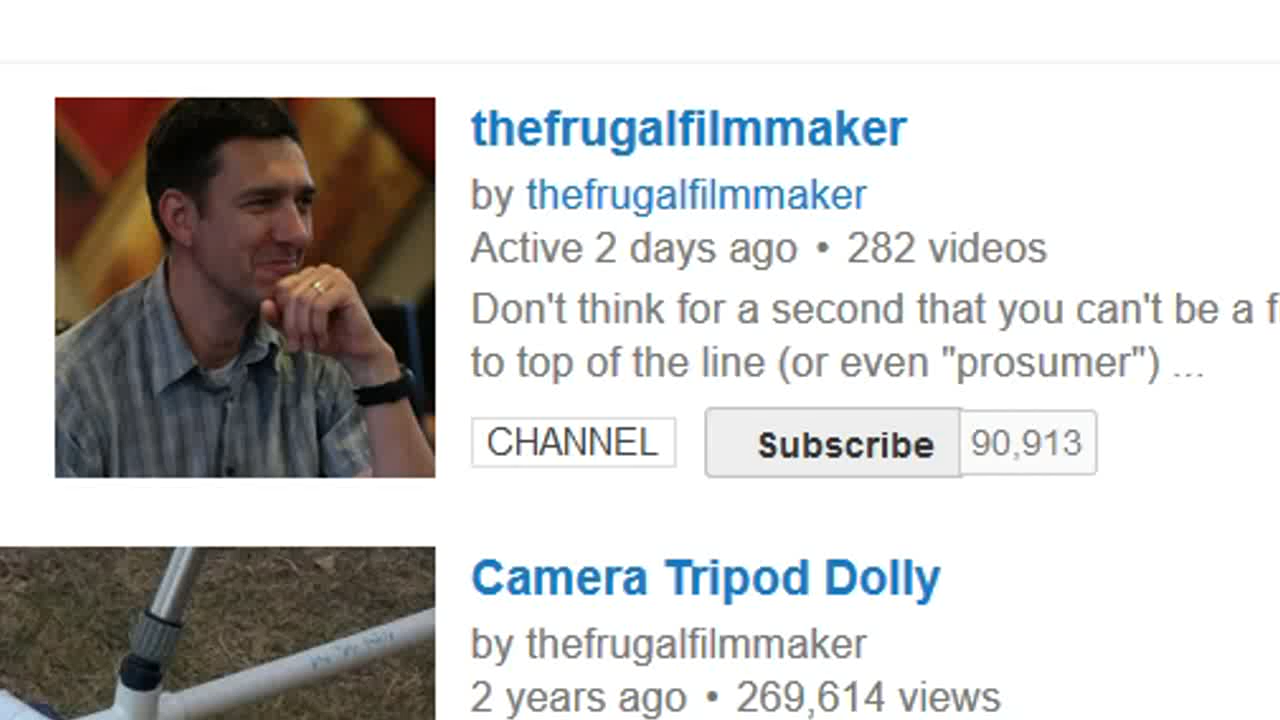 thefrugalfilmmaker
by thefrugalfilmmaker
Active 2 days ago • 282 videos
Don't think for a second that you can't be a f
to top of the line (or even "prosumer") ...
CHANNEL Subscribe 90,913
Camera Tripod Dolly
by thefrugalfilmmaker
2 years ago • 269,614 views